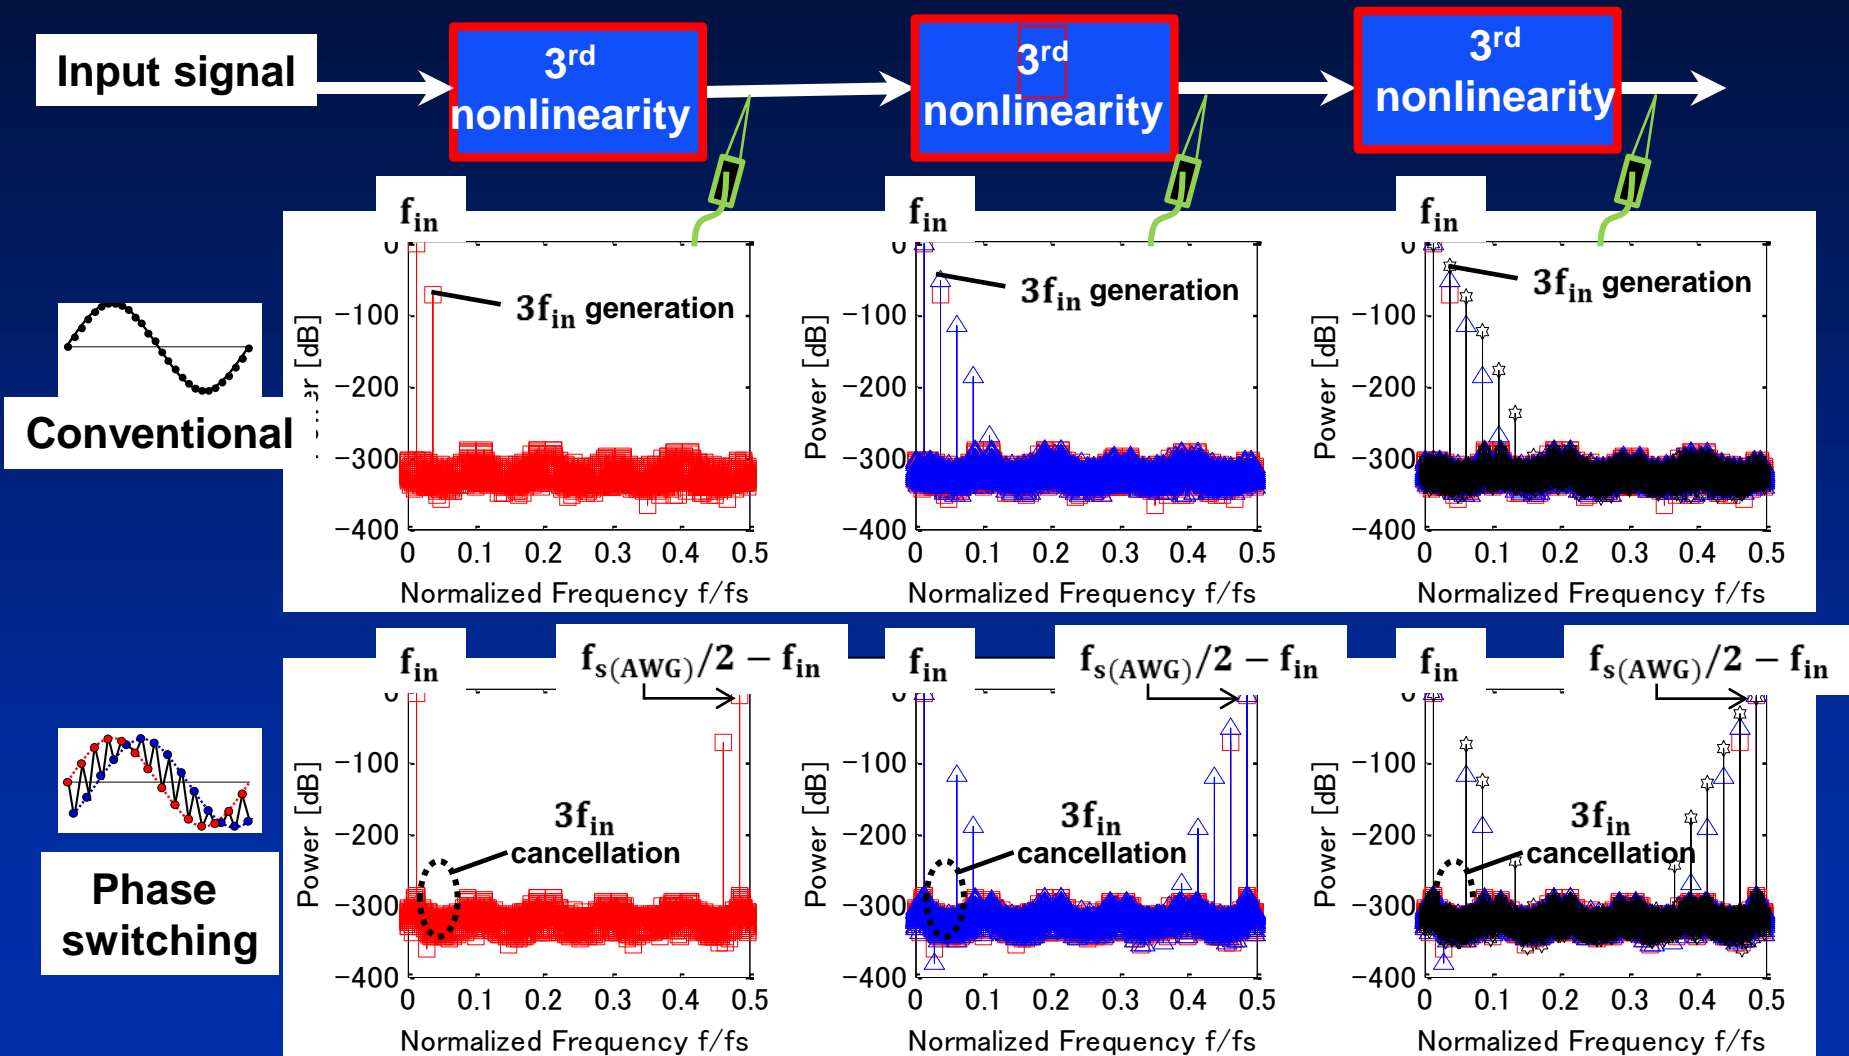 Input signal
3rd
nonlinearity
3rd
nonlinearity
3rd
nonlinearity
fin
fin
fin
Conventional
0
−100
−200
−300
−400
Power [dB]
3fin generation
0 0.1 0.2 0.3 0.4 0.5
Normalized Frequency f/fs
0
−100
−200
−300
−400
Power [dB]
3fin generation
0 0.1 0.2 0.3 0.4 0.5
Normalized Frequency f/fs
0
−100
−200
−300
−400
Power [dB]
3fin generation
0 0.1 0.2 0.3 0.4 0.5
Normalized Frequency f/fs
Phase
switching
fin
fs(AWG)/2 − fin
0
−100
−200
−300
−400
Power [dB]
3fin
cancellation
0 0.1 0.2 0.3 0.4 0.5
Normalized Frequency f/fs
fin
fs(AWG)/2 − fin
0
−100
−200
−300
−400
Power [dB]
3fin
cancellation
0 0.1 0.2 0.3 0.4 0.5
Normalized Frequency f/fs
fin
fs(AWG)/2 − fin
0
−100
−200
−300
−400
Power [dB]
3fin
cancellation
0 0.1 0.2 0.3 0.4 0.5
Normalized Frequency f/fs